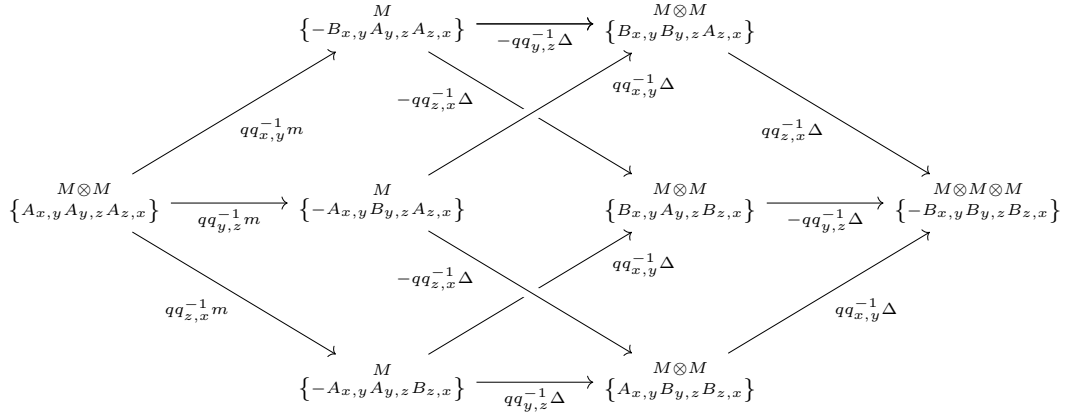 M
{−B_{x,y}A_{y,z}A_{z,x}}
−qq_{y,z}^{−1}Δ
M⊗M
{B_{x,y}B_{y,z}A_{z,x}}
−qq_{z,x}^{−1}Δ
qq_{x,y}^{−1}Δ
qq_{x,y}^{−1}m
qq_{z,x}^{−1}Δ
M⊗M
{A_{x,y}A_{y,z}A_{z,x}}
qq_{y,z}^{−1}m
M
{−A_{x,y}B_{y,z}A_{z,x}}
M⊗M
{B_{x,y}A_{y,z}B_{z,x}}
−qq_{y,z}^{−1}Δ
M⊗M⊗M
{−B_{x,y}B_{y,z}B_{z,x}}
−qq_{z,x}^{−1}Δ
qq_{x,y}^{−1}Δ
qq_{z,x}^{−1}m
qq_{x,y}^{−1}Δ
M
{−A_{x,y}A_{y,z}B_{z,x}}
qq_{y,z}^{−1}Δ
M⊗M
{A_{x,y}B_{y,z}B_{z,x}}